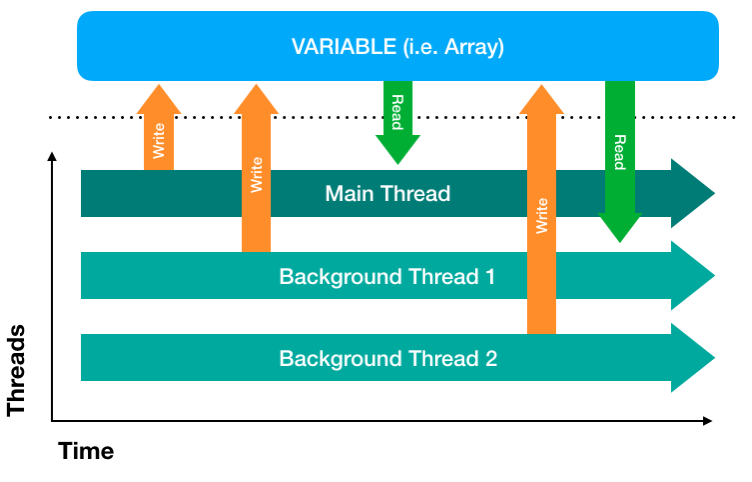 VARIABLE (i.e. Array)
Write
Write
Read
Write
Read
Main Thread
Background Thread 1
Background Thread 2
Threads
Time